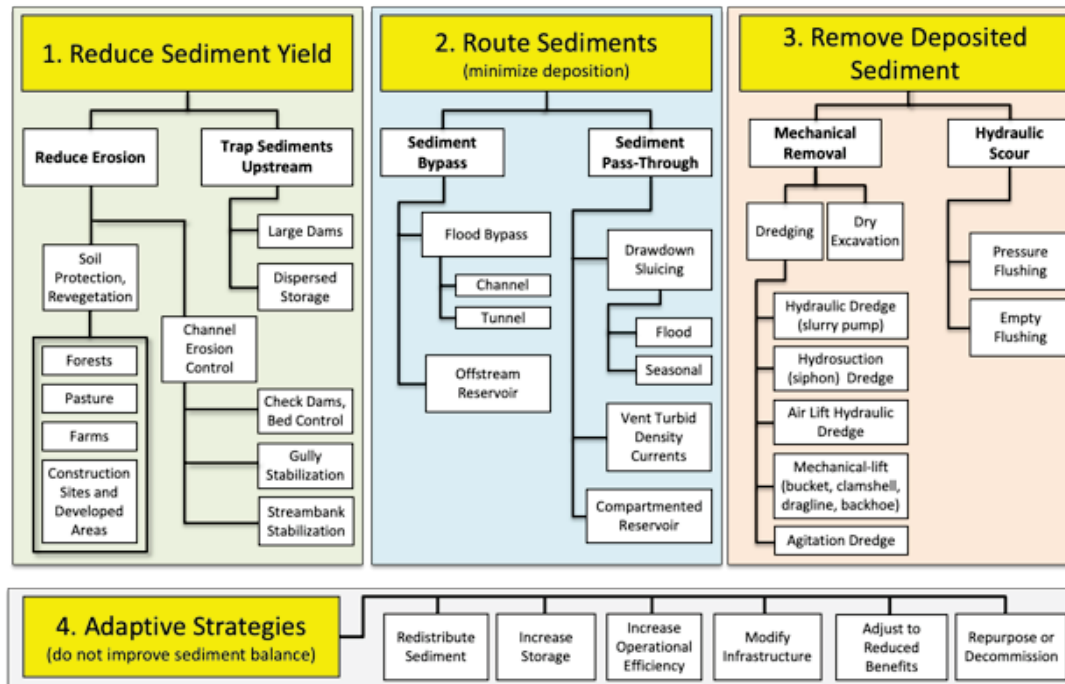 1. Reduce Sediment Yield
Reduce Erosion
Trap Sediments
Upstream
Large Dams
Dispersed
Storage
Soil
Protection,
Revegetation
Channel
Erosion
Control
Forests
Pasture
Farms
Construction
Sites and
Developed
Areas
Check Dams,
Bed Control
Gully
Stabilization
Streambank
Stabilization
2. Route Sediments
(minimize deposition)
Sediment
Bypass
Sediment
Pass-Through
Flood Bypass
Channel
Tunnel
Offstream
Reservoir
Drawdown
Sluicing
Flood
Seasonal
Vent Turbid
Density
Currents
Compartmented
Reservoir
3. Remove Deposited
Sediment
Mechanical
Removal
Hydraulic
Scour
Dredging
Dry
Excavation
Hydraulic Dredge
(slurry pump)
Hydrosuction
(siphon) Dredge
Air Lift Hydraulic
Dredge
Mechanical-lift
(bucket, clamshell,
dragline, backhoe)
Agitation Dredge
Pressure
Flushing
Empty
Flushing
4. Adaptive Strategies
(do not improve sediment balance)
Redistribute
Sediment
Increase
Storage
Increase
Operational
Efficiency
Modify
Infrastructure
Adjust to
Reduced
Benefits
Repurpose or
Decommission